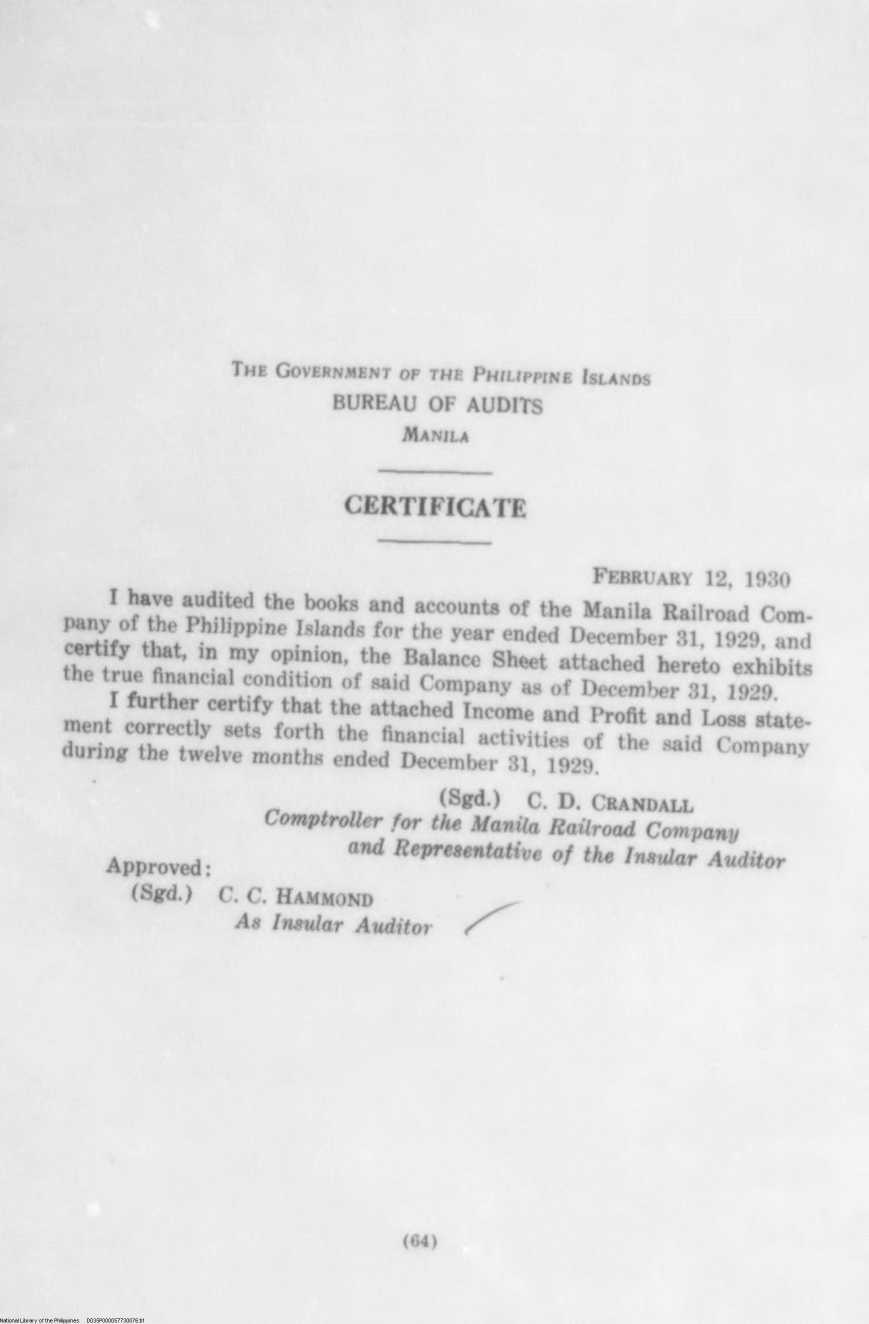 THE GOVERNMENT OF THE PHILIPPINE ISLANDS
BUREAU OF AUDITS
MANILA
CERTIFICATE
FEBRUARY 12, 1930
I have audited the books and accounts of the Manila Railroad Com-
pany of the Philippine Islands for the year ended December 31, 1929, and
certify that, in my opinion, the Balance Sheet attached hereto exhibits
the true financial condition of said Company as of December 31, 1929.
I further certify that the attached Income and Profit and Loss state-
ment correctly sets forth the financial activities of the said Company
during the twelve months ended December 31, 1929.
(Sgd.) C. D. CRANDALL
Comptroller for the Manila Railroad Company
and Representative of the Insular Auditor
Approved:
(Sgd.) C. C. HAMMOND
As Insular Auditor
(64)
National Library of the Philippines